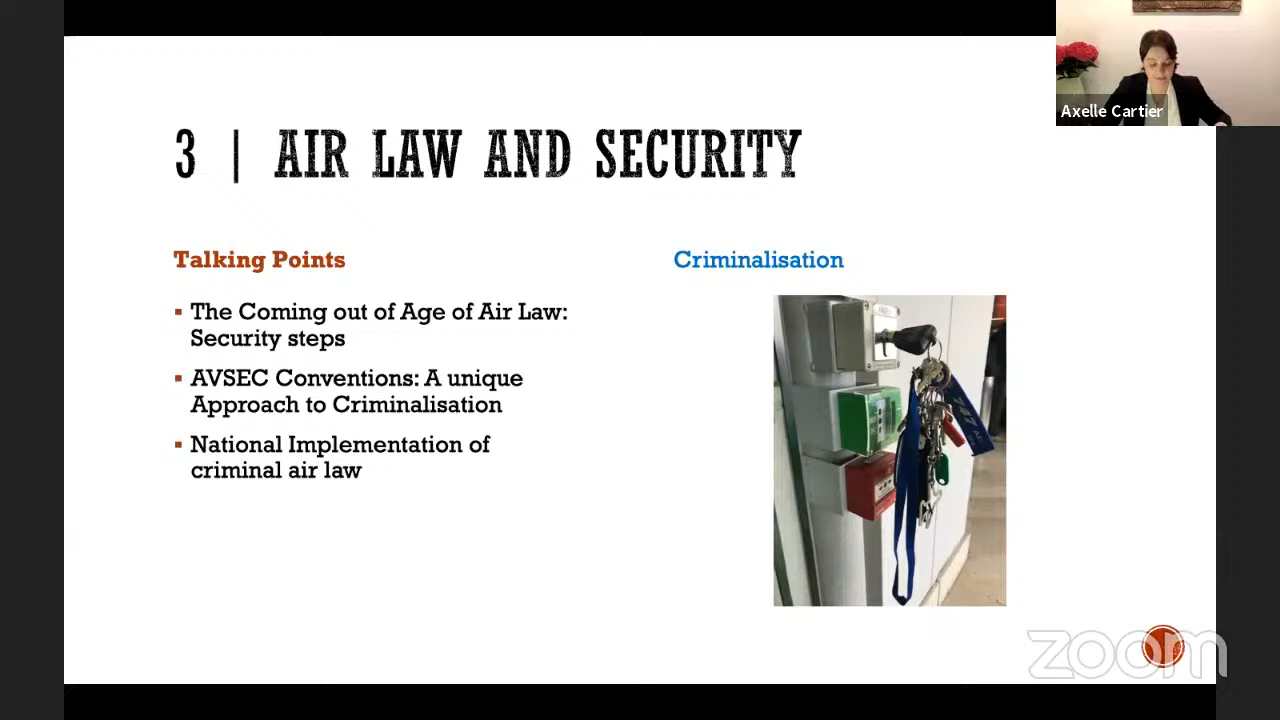 Axelle Cartier
3 | AIR LAW AND SECURITY
Talking Points
▪ The Coming out of Age of Air Law:
Security steps
▪ AVSEC Conventions: A unique
Approach to Criminalisation
▪ National Implementation of
criminal air law
Criminalisation
747
zoom